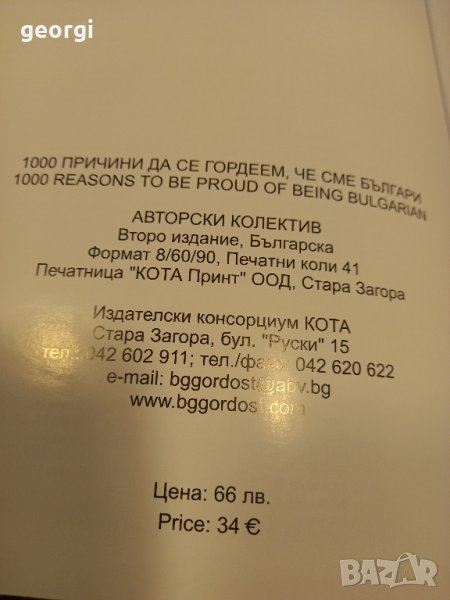 georgi
1000 ПРИЧИНИ ДА СЕ ГОРДЕЕМ, ЧЕ СМЕ БЪЛГАРИ
1000 REASONS TO BE PROUD OF BEING BULGARIAN
АВТОРСКИ КОЛЕКТИВ
Второ издание, Българска
Формат 8/60/90, Печатни коли 41
Печатница "КОТА Принт" ООД, Стара Загора
Издателски консорциум КОТА
Стара Загора, бул. "Руски" 15
тел.: 042 602 911; тел./факс: 042 620 622
e-mail: bggordost@abv.bg
www.bggordost.com
Цена: 66 лв.
Price: 34 €
BAZAR